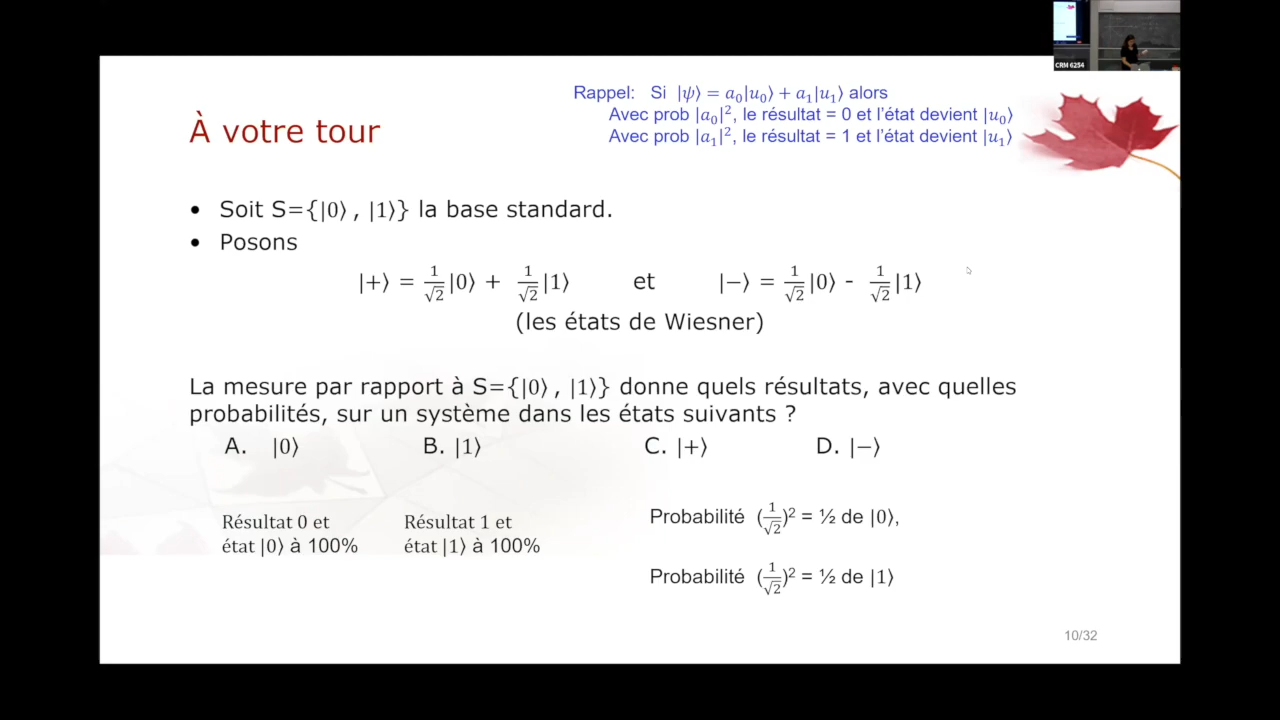 CRM 6254
Rappel: Si |ψ⟩ = a₀|u₀⟩ + a₁|u₁⟩ alors
Avec prob |a₀|², le résultat = 0 et l'état devient |u₀⟩
Avec prob |a₁|², le résultat = 1 et l'état devient |u₁⟩
À votre tour
• Soit S={|0⟩ , |1⟩} la base standard.
• Posons
|+⟩ = 1/√2 |0⟩ + 1/√2 |1⟩ et |−⟩ = 1/√2 |0⟩ - 1/√2 |1⟩
(les états de Wiesner)
La mesure par rapport à S={|0⟩ , |1⟩} donne quels résultats, avec quelles
probabilités, sur un système dans les états suivants ?
A. |0⟩ B. |1⟩ C. |+⟩ D. |−⟩
Résultat 0 et
état |0⟩ à 100%
Résultat 1 et
état |1⟩ à 100%
Probabilité (1/√2)² = ½ de |0⟩,
Probabilité (1/√2)² = ½ de |1⟩
10/32